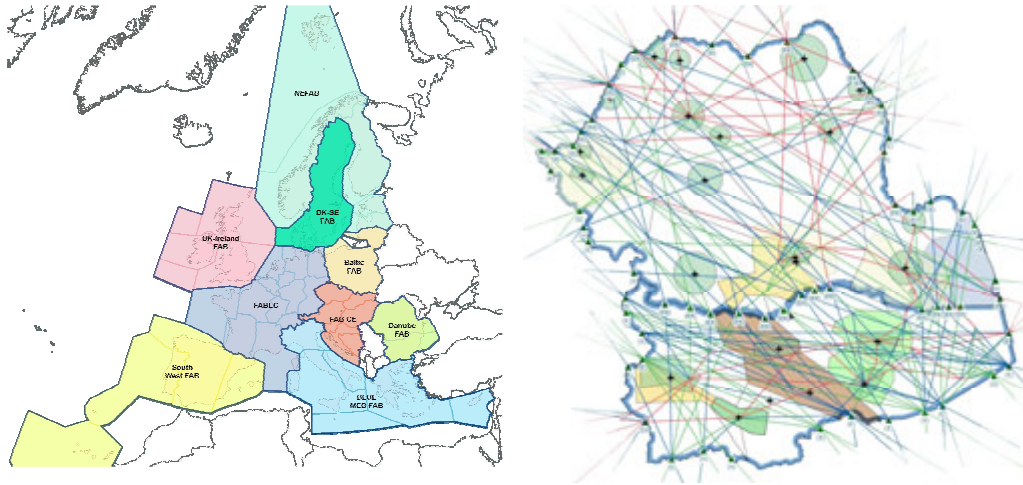 NEFAB
DK-SE
FAB
UK-Ireland
FAB
Baltic
FAB
FABEC
FAB CE
Danube
FAB
South
West FAB
BLUE
MED FAB